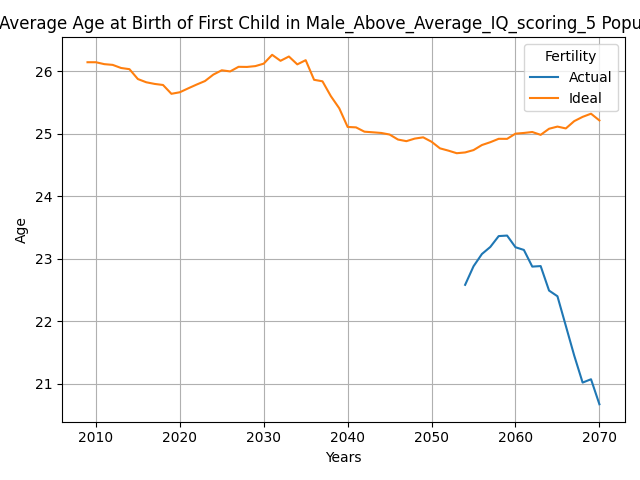 Average Age at Birth of First Child in Male_Above_Average_IQ_scoring_5 Popu
Fertility
Actual
Ideal
26
25
24
23
22
21
Age
2010 2020 2030 2040 2050 2060 2070
Years